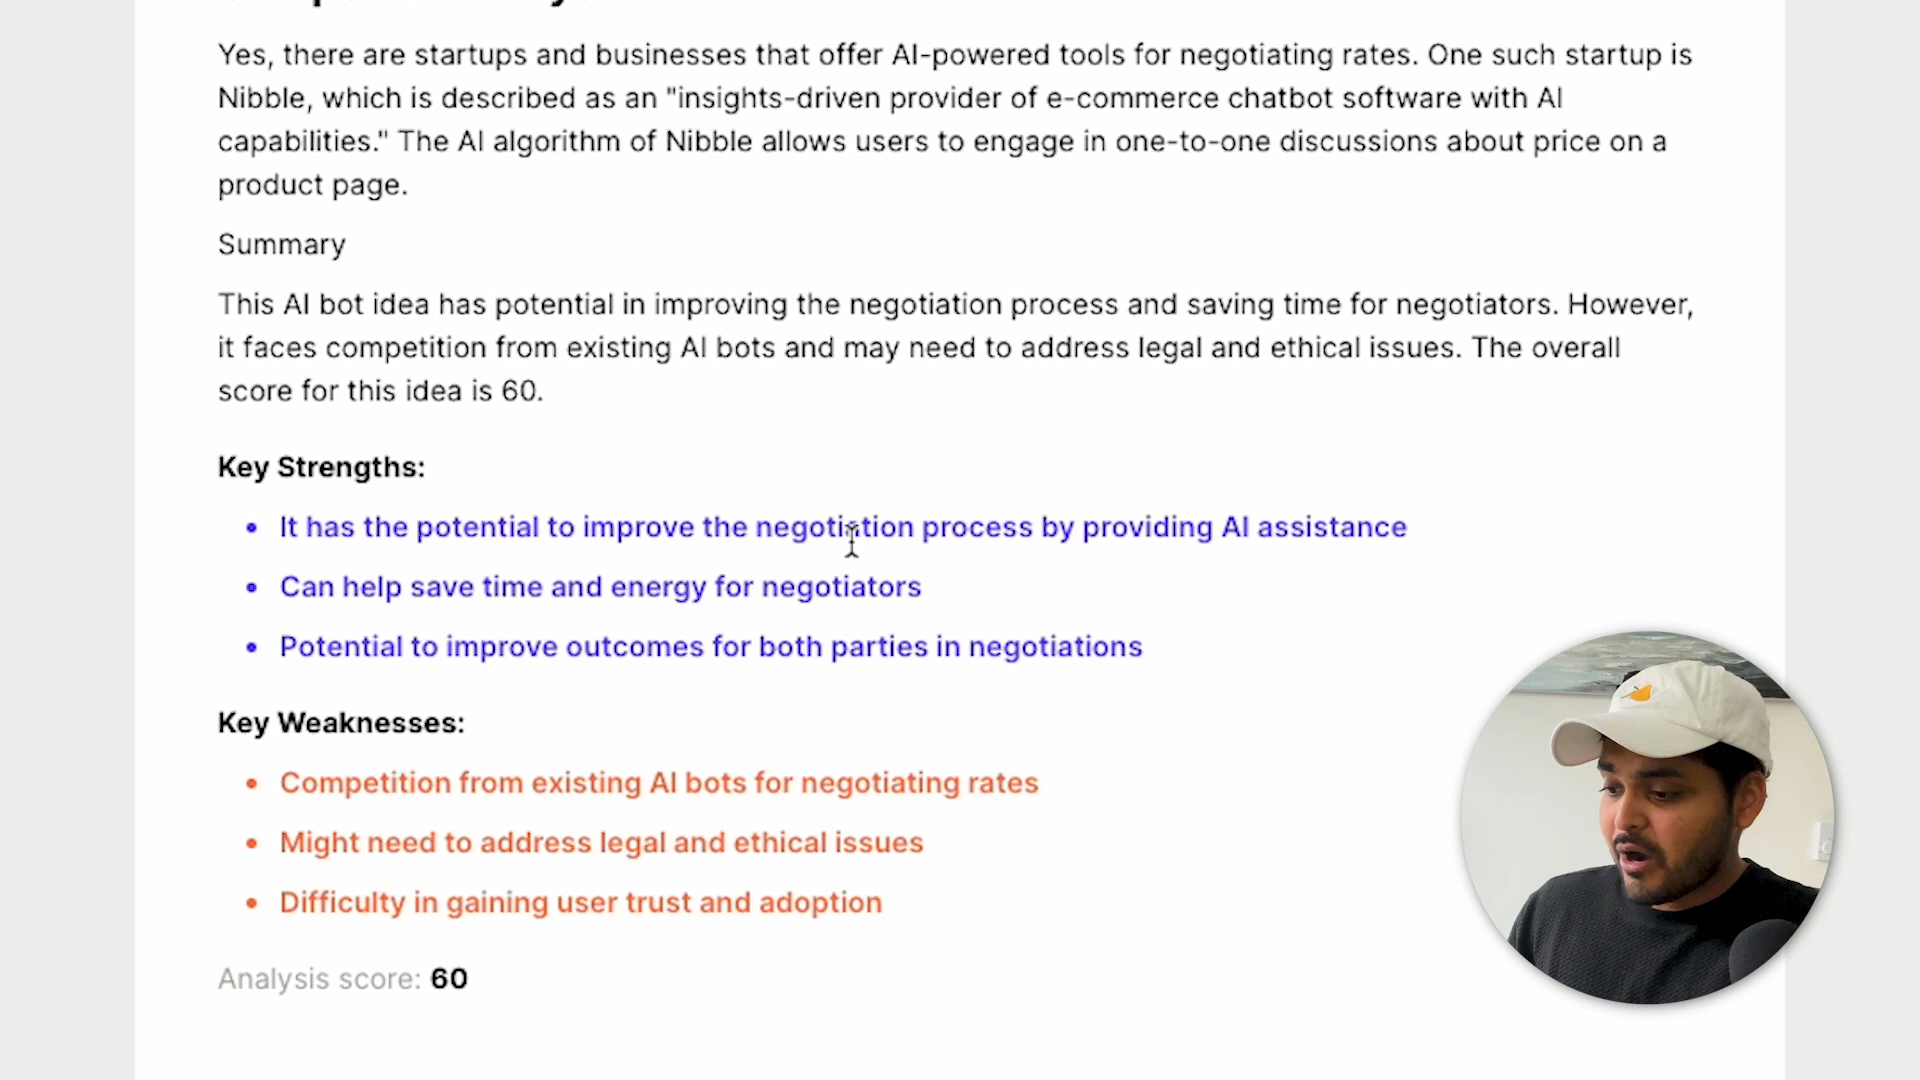 Yes, there are startups and businesses that offer AI-powered tools for negotiating rates. One such startup is
Nibble, which is described as an "insights-driven provider of e-commerce chatbot software with AI
capabilities." The AI algorithm of Nibble allows users to engage in one-to-one discussions about price on a
product page.
Summary
This AI bot idea has potential in improving the negotiation process and saving time for negotiators. However,
it faces competition from existing AI bots and may need to address legal and ethical issues. The overall
score for this idea is 60.
Key Strengths:
• It has the potential to improve the negotiation process by providing AI assistance
• Can help save time and energy for negotiators
• Potential to improve outcomes for both parties in negotiations
Key Weaknesses:
• Competition from existing AI bots for negotiating rates
• Might need to address legal and ethical issues
• Difficulty in gaining user trust and adoption
Analysis score: 60